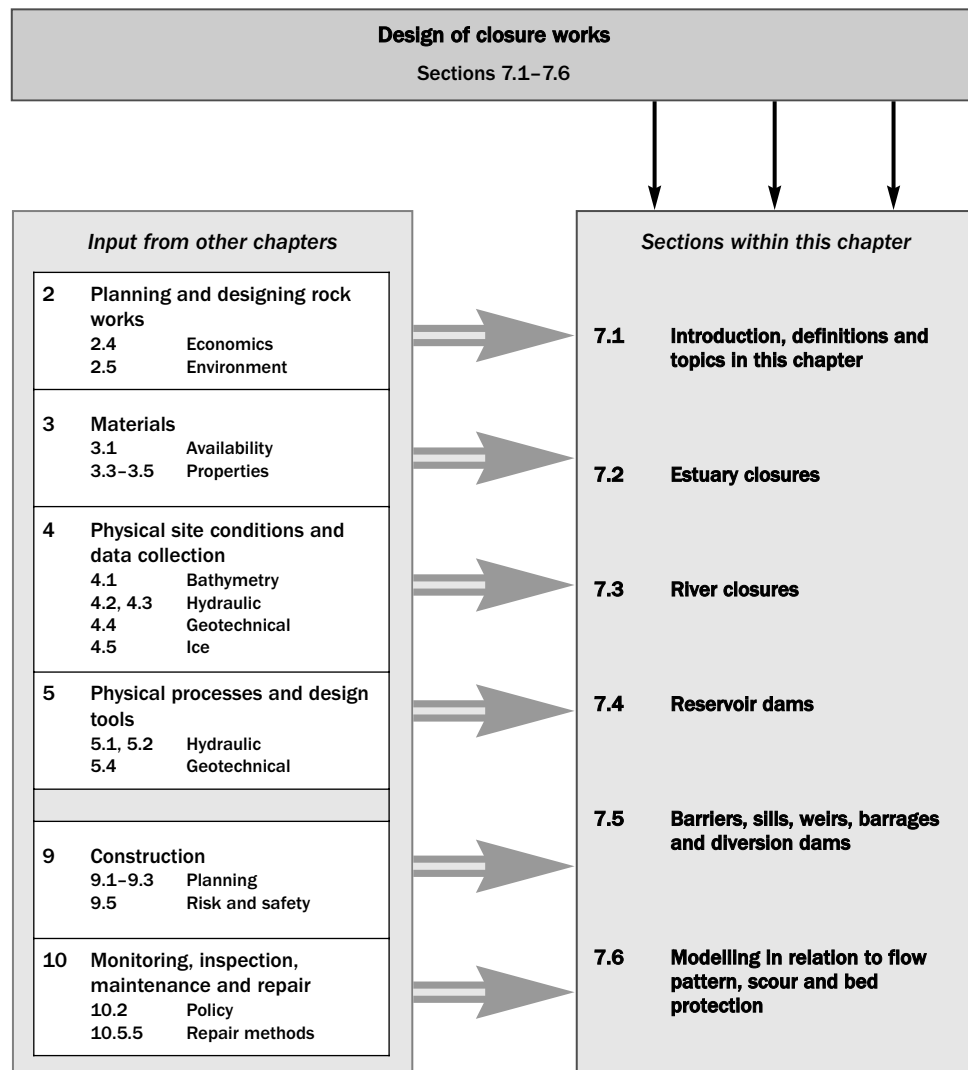 Design of closure works
Sections 7.1–7.6
Input from other chapters
2 Planning and designing rock
works
2.4 Economics
2.5 Environment
3 Materials
3.1 Availability
3.3–3.5 Properties
4 Physical site conditions and
data collection
4.1 Bathymetry
4.2, 4.3 Hydraulic
4.4 Geotechnical
4.5 Ice
5 Physical processes and design
tools
5.1, 5.2 Hydraulic
5.4 Geotechnical
9 Construction
9.1–9.3 Planning
9.5 Risk and safety
10 Monitoring, inspection,
maintenance and repair
10.2 Policy
10.5.5 Repair methods
Sections within this chapter
7.1 Introduction, definitions and
topics in this chapter
7.2 Estuary closures
7.3 River closures
7.4 Reservoir dams
7.5 Barriers, sills, weirs, barrages
and diversion dams
7.6 Modelling in relation to flow
pattern, scour and bed
protection